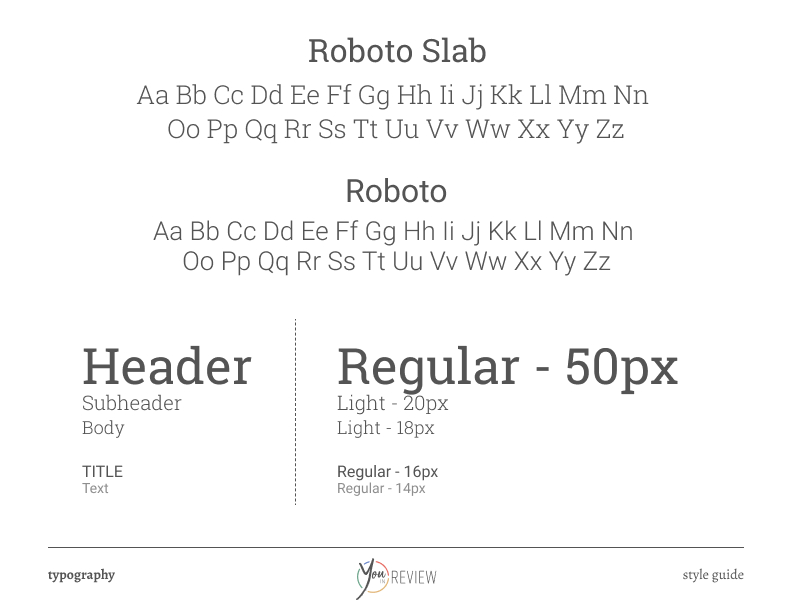 Roboto Slab
Aa Bb Cc Dd Ee Ff Gg Hh Ii Jj Kk Ll Mm Nn
Oo Pp Qq Rr Ss Tt Uu Vv Ww Xx Yy Zz
Roboto
Aa Bb Cc Dd Ee Ff Gg Hh Ii Jj Kk Ll Mm Nn
Oo Pp Qq Rr Ss Tt Uu Vv Ww Xx Yy Zz
Header
Subheader
Body
TITLE
Text
Regular - 50px
Light - 20px
Light - 18px
Regular - 16px
Regular - 14px
typography
You IN REVIEW
style guide